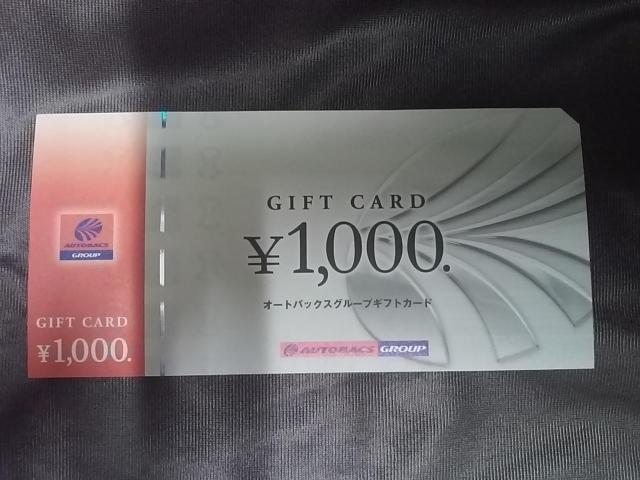 AUTOBACS
GROUP
GIFT CARD
¥1,000.
GIFT CARD
¥1,000.
オートバックスグループギフトカード
AUTOBACS GROUP